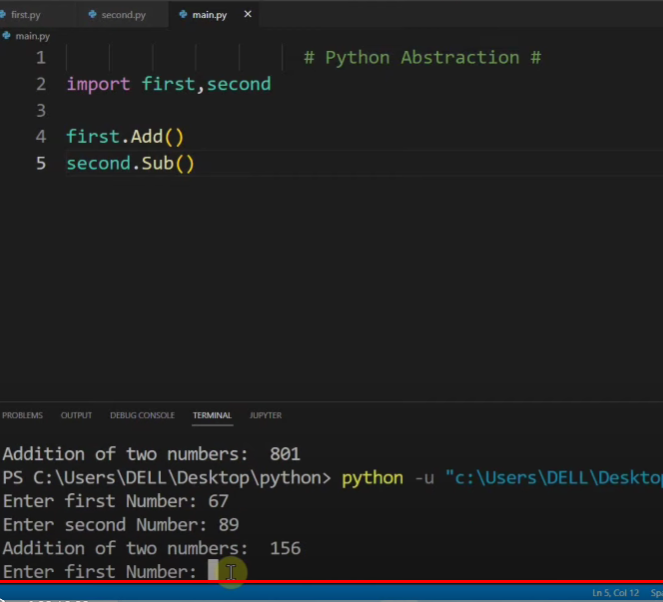 first.py second.py main.py ×
main.py
1 # Python Abstraction #
2 import first,second
3
4 first.Add()
5 second.Sub()
PROBLEMS OUTPUT DEBUG CONSOLE TERMINAL JUPYTER
Addition of two numbers:  801
PS C:\Users\DELL\Desktop\python> python -u "c:\Users\DELL\Deskto
Enter first Number: 67
Enter second Number: 89
Addition of two numbers:  156
Enter first Number:
Ln 5, Col 12 Spa